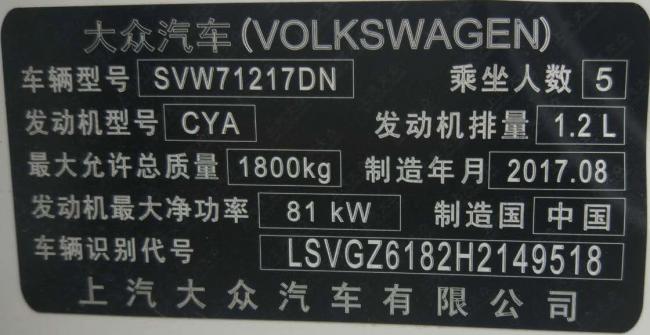 大众汽车(VOLKSWAGEN)
车辆型号 SVW71217DN 乘坐人数 5
发动机型号 CYA 发动机排量 1.2 L
最大允许总质量 1800kg 制造年月 2017.08
发动机最大净功率 81 kW 制造国 中国
车辆识别代号 LSVGZ6182H2149518
上汽大众汽车有限公司